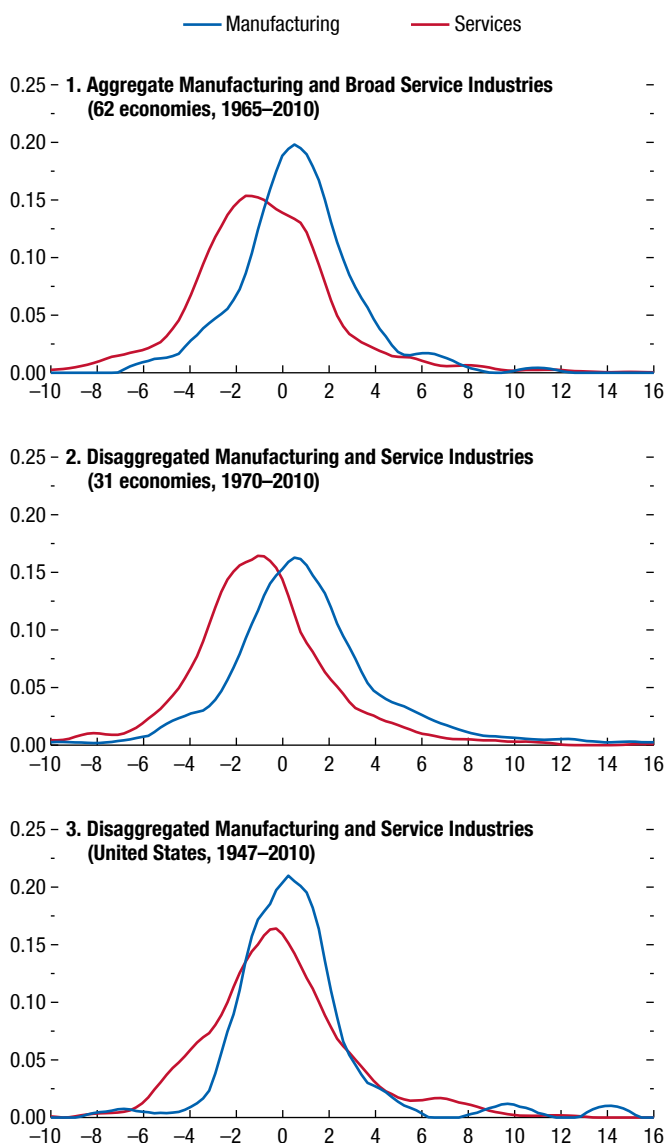 Manufacturing Services
0.25
1. Aggregate Manufacturing and Broad Service Industries
(62 economies, 1965–2010)
0.20
0.15
0.10
0.05
0.00
–10 –8 –6 –4 –2 0 2 4 6 8 10 12 14 16
0.25
2. Disaggregated Manufacturing and Service Industries
(31 economies, 1970–2010)
0.20
0.15
0.10
0.05
0.00
–10 –8 –6 –4 –2 0 2 4 6 8 10 12 14 16
0.25
3. Disaggregated Manufacturing and Service Industries
(United States, 1947–2010)
0.20
0.15
0.10
0.05
0.00
–10 –8 –6 –4 –2 0 2 4 6 8 10 12 14 16